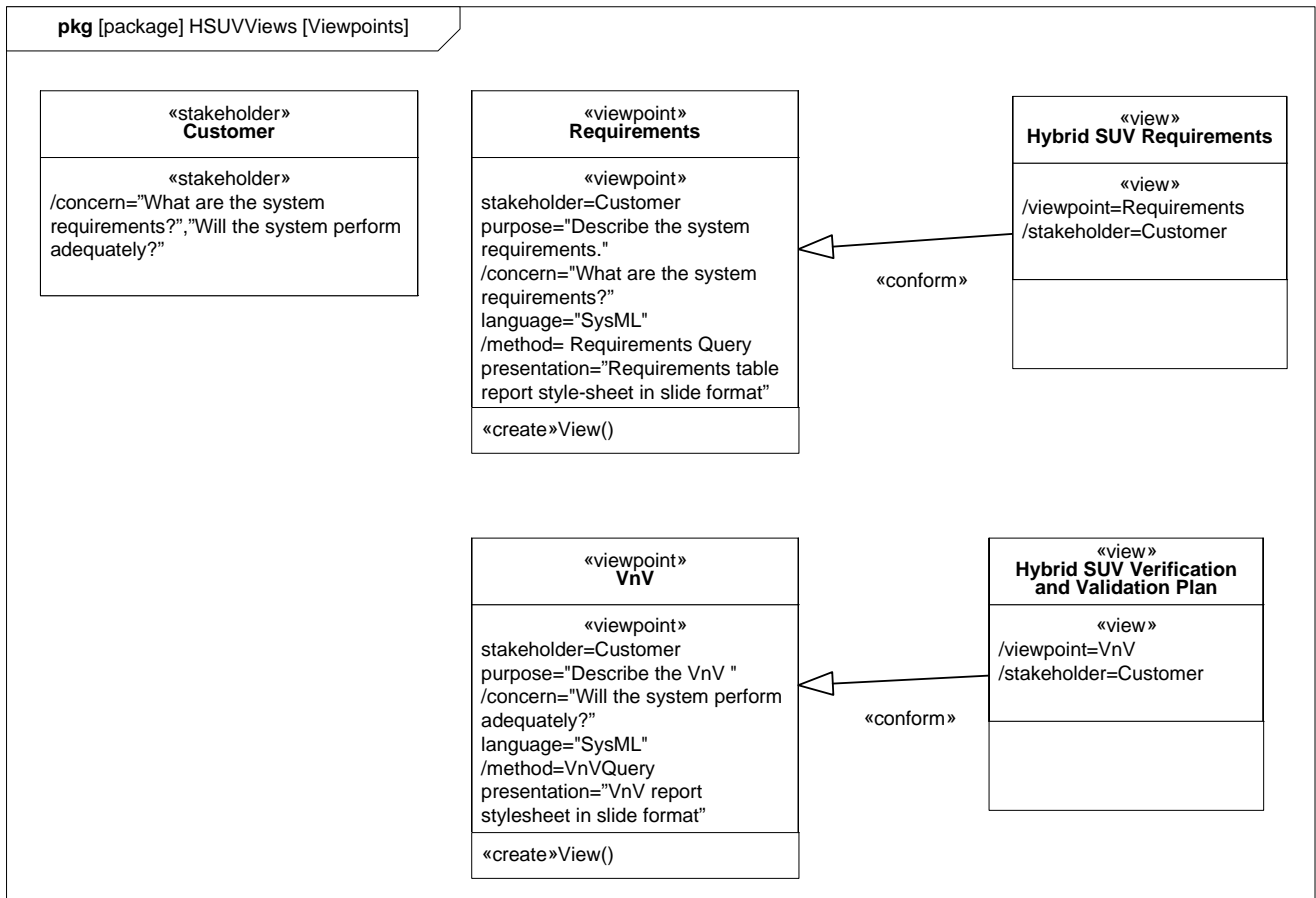 pkg [package] HSUVViews [Viewpoints]
«stakeholder»
Customer
«stakeholder»
/concern=”What are the system
requirements?”,”Will the system perform
adequately?”
«viewpoint»
Requirements
«viewpoint»
stakeholder=Customer
purpose="Describe the system
requirements."
/concern="What are the system
requirements?”
language="SysML"
/method= Requirements Query
presentation=”Requirements table
report style-sheet in slide format”
«create»View()
«conform»
«view»
Hybrid SUV Requirements
«view»
/viewpoint=Requirements
/stakeholder=Customer
«viewpoint»
VnV
«viewpoint»
stakeholder=Customer
purpose="Describe the VnV "
/concern="Will the system perform
adequately?”
language="SysML"
/method=VnVQuery
presentation=”VnV report
stylesheet in slide format”
«create»View()
«conform»
«view»
Hybrid SUV Verification
and Validation Plan
«view»
/viewpoint=VnV
/stakeholder=Customer